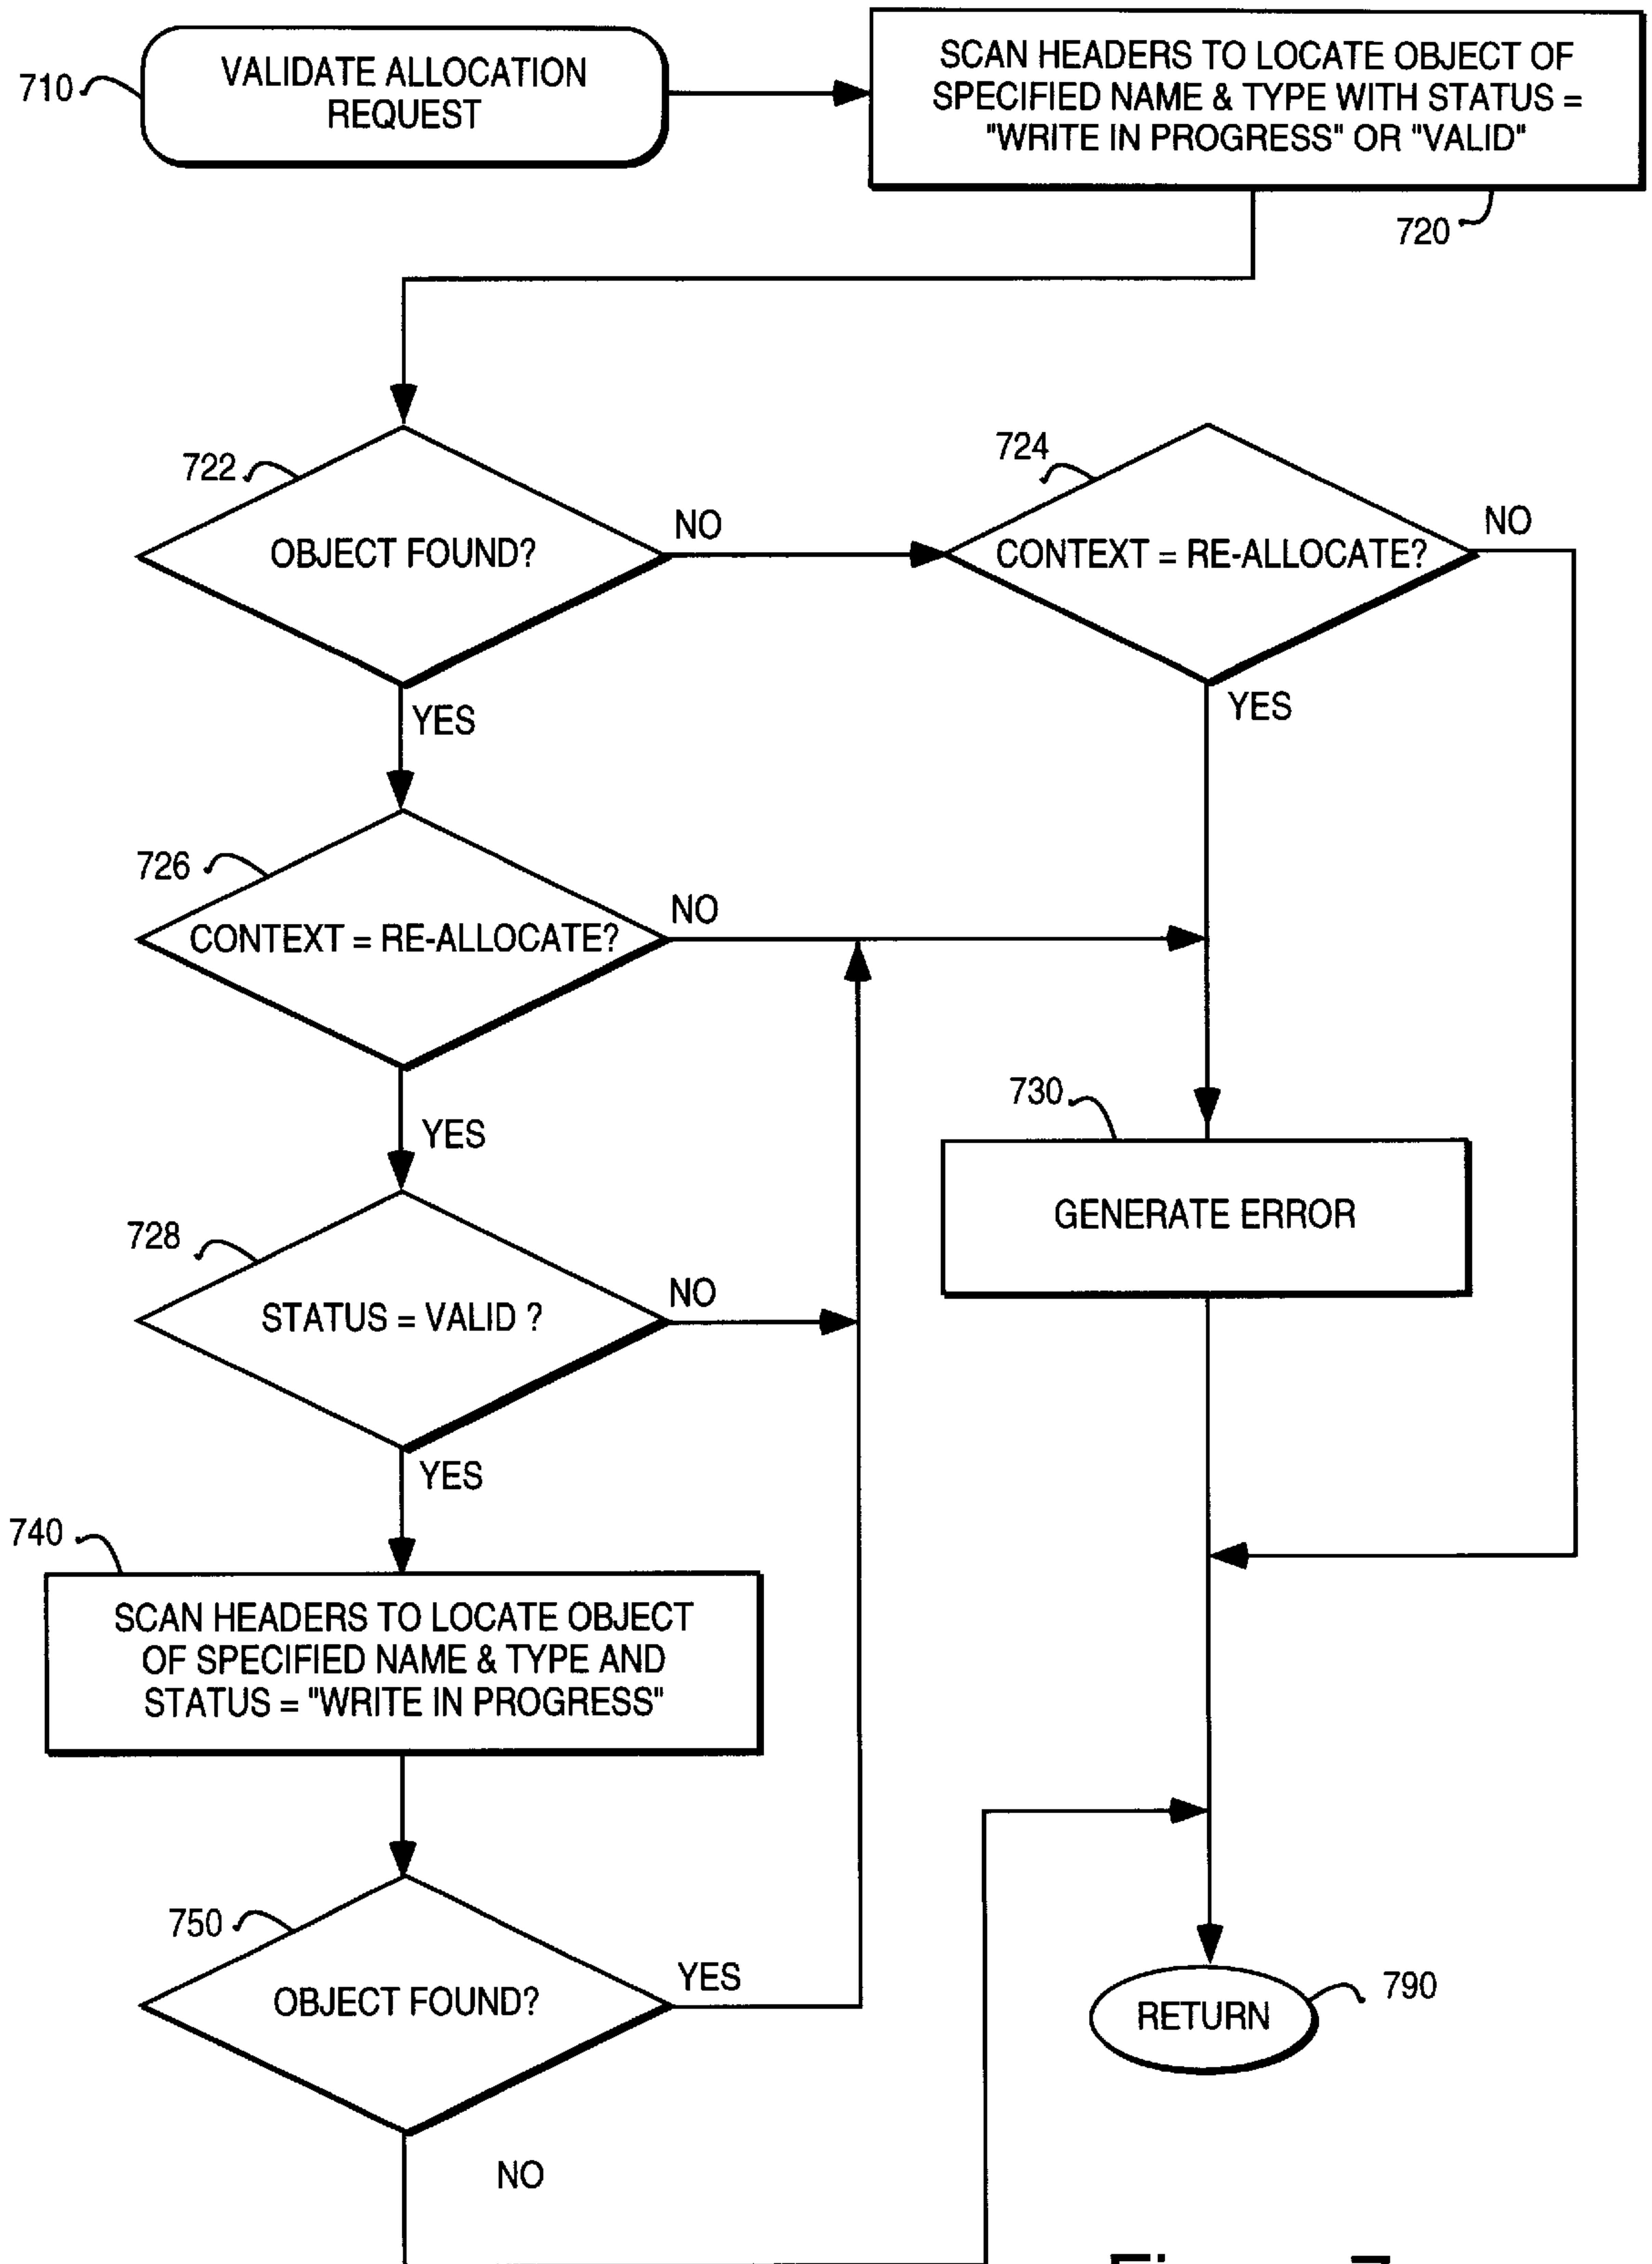 710
VALIDATE ALLOCATION
REQUEST
SCAN HEADERS TO LOCATE OBJECT OF
SPECIFIED NAME & TYPE WITH STATUS =
"WRITE IN PROGRESS" OR "VALID"
720
722
OBJECT FOUND?
NO
YES
724
CONTEXT = RE-ALLOCATE?
NO
YES
726
CONTEXT = RE-ALLOCATE?
NO
YES
730
GENERATE ERROR
728
STATUS = VALID ?
NO
YES
740
SCAN HEADERS TO LOCATE OBJECT
OF SPECIFIED NAME & TYPE AND
STATUS = "WRITE IN PROGRESS"
750
OBJECT FOUND?
YES
NO
RETURN
790